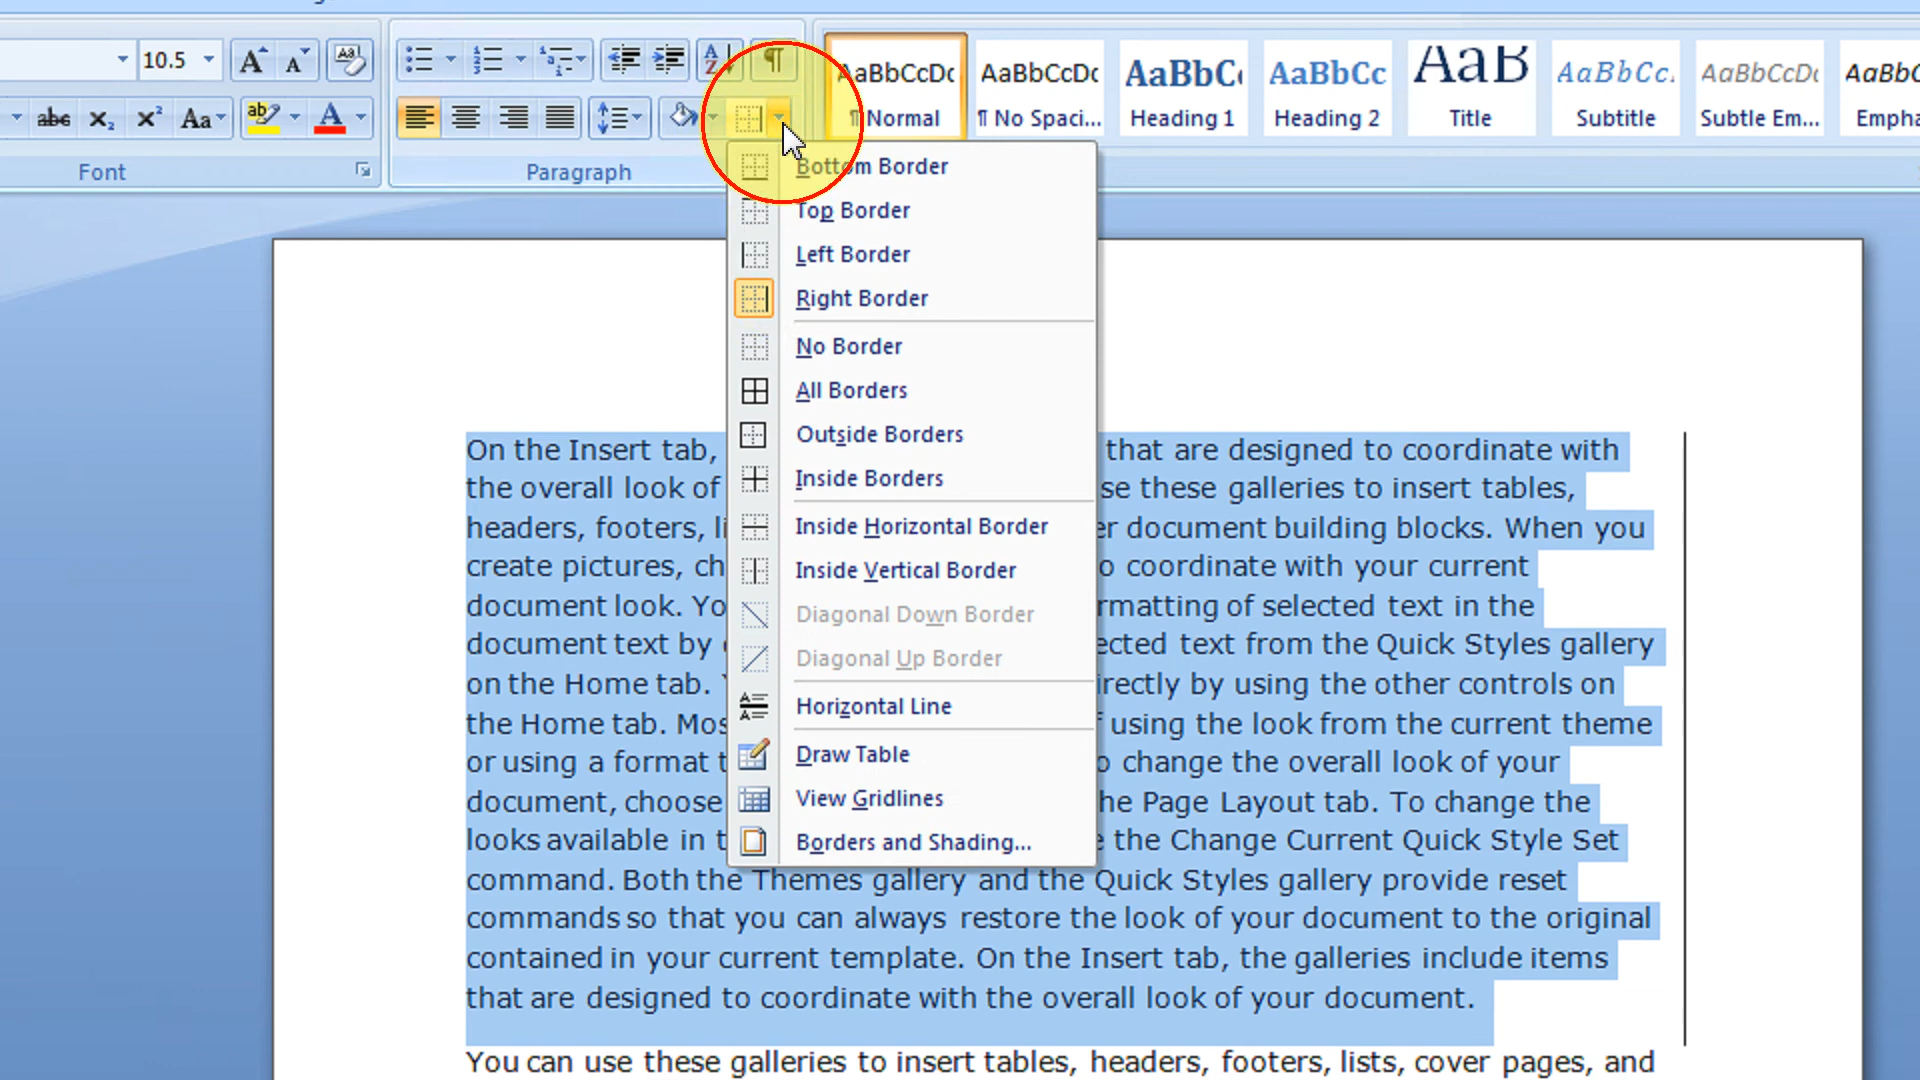 10.5
Aa
abc x₂ x² Aa ab A
AaBbCcDc AaBbCcDc AaBbC AaBbCc AaB AaBbCc. AaBbCcDc AaBbC
¶ Normal ¶ No Spaci... Heading 1 Heading 2 Title Subtitle Subtle Em... Empha
Font Paragraph
Bottom Border
Top Border
Left Border
Right Border
No Border
All Borders
Outside Borders
Inside Borders
Inside Horizontal Border
Inside Vertical Border
Diagonal Down Border
Diagonal Up Border
Horizontal Line
Draw Table
View Gridlines
Borders and Shading...
On the Insert tab, that are designed to coordinate with
the overall look of se these galleries to insert tables,
headers, footers, li er document building blocks. When you
create pictures, ch o coordinate with your current
document look. Yo rmatting of selected text in the
document text by ected text from the Quick Styles gallery
on the Home tab. irectly by using the other controls on
the Home tab. Mos f using the look from the current theme
or using a format t o change the overall look of your
document, choose he Page Layout tab. To change the
looks available in t e the Change Current Quick Style Set
command. Both the Themes gallery and the Quick Styles gallery provide reset
commands so that you can always restore the look of your document to the original
contained in your current template. On the Insert tab, the galleries include items
that are designed to coordinate with the overall look of your document.
You can use these galleries to insert tables, headers, footers, lists, cover pages, and